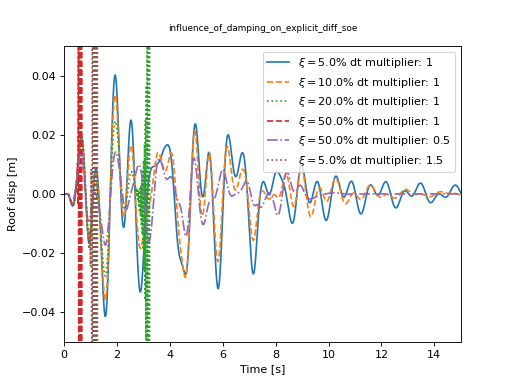 influence_of_damping_on_explicit_diff_soe
Roof disp [m]
0.04
0.02
0.00
−0.02
−0.04
ξ = 5.0% dt multiplier: 1
ξ = 10.0% dt multiplier: 1
ξ = 20.0% dt multiplier: 1
ξ = 50.0% dt multiplier: 1
ξ = 50.0% dt multiplier: 0.5
ξ = 5.0% dt multiplier: 1.5
0 2 4 6 8 10 12 14
Time [s]